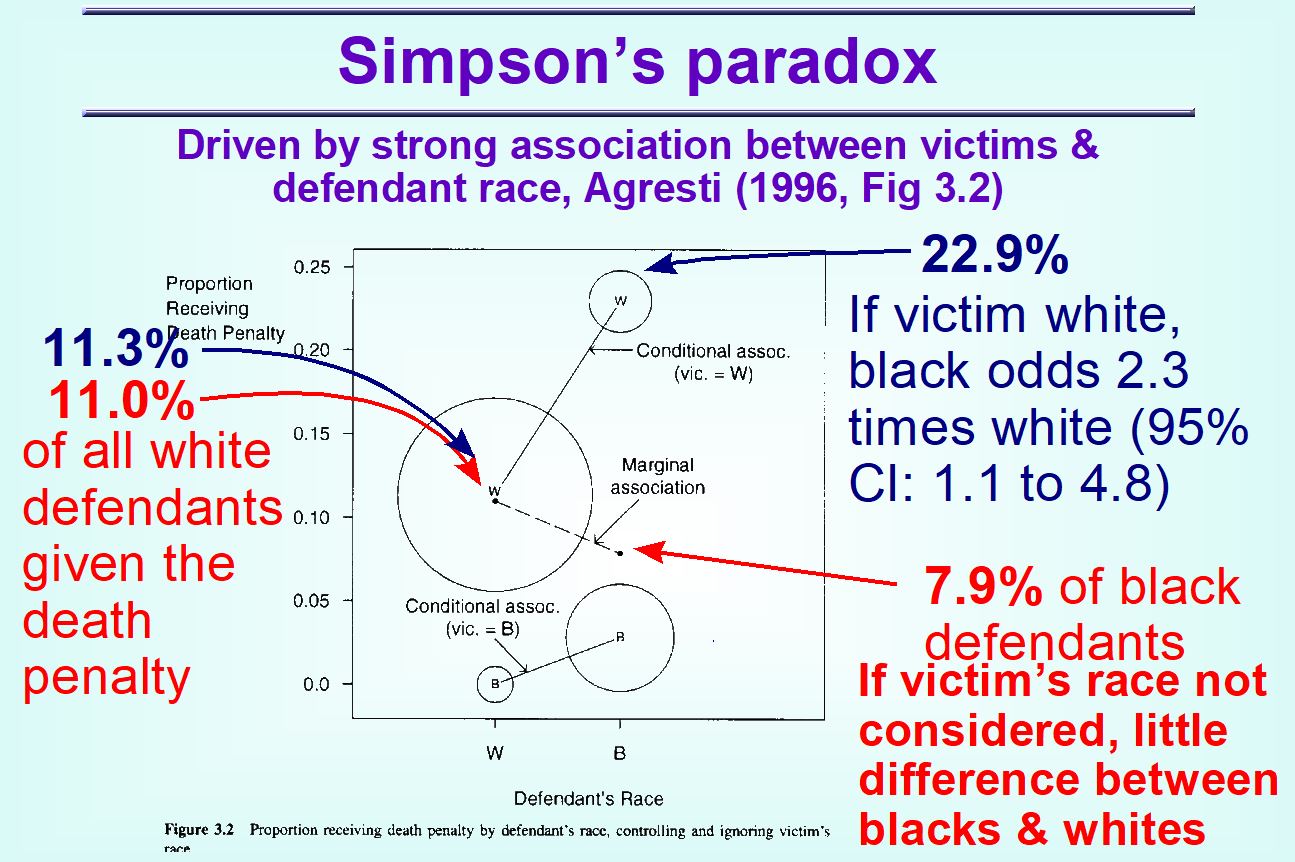 Simpson’s paradox
Driven by strong association between victims &
defendant race, Agresti (1996, Fig 3.2)
11.3%
11.0%
of all white
defendants
given the
death
penalty
Proportion
Receiving
Death Penalty
0.25
0.20
0.15
0.10
0.05
0.0
W
Conditional assoc.
(vic. = W)
W
Marginal
association
Conditional assoc.
(vic. = B)
B
B
W
B
Defendant's Race
22.9%
If victim white,
black odds 2.3
times white (95%
CI: 1.1 to 4.8)
7.9% of black
defendants
If victim’s race not
considered, little
difference between
blacks & whites
Figure 3.2 Proportion receiving death penalty by defendant's race, controlling and ignoring victim's
race